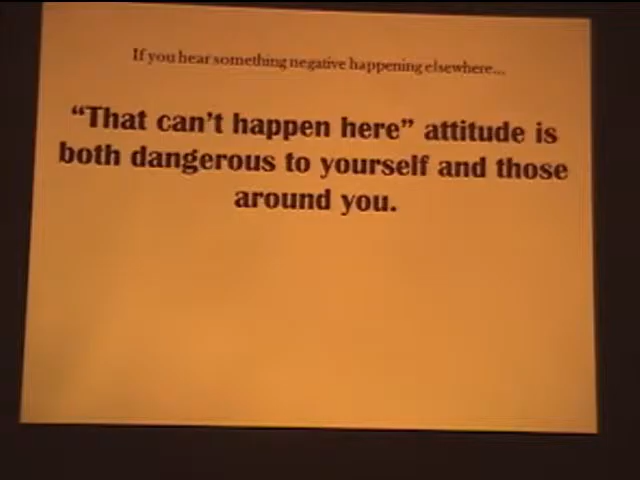 If you hear something negative happening elsewhere...
“That can’t happen here” attitude is
both dangerous to yourself and those
around you.